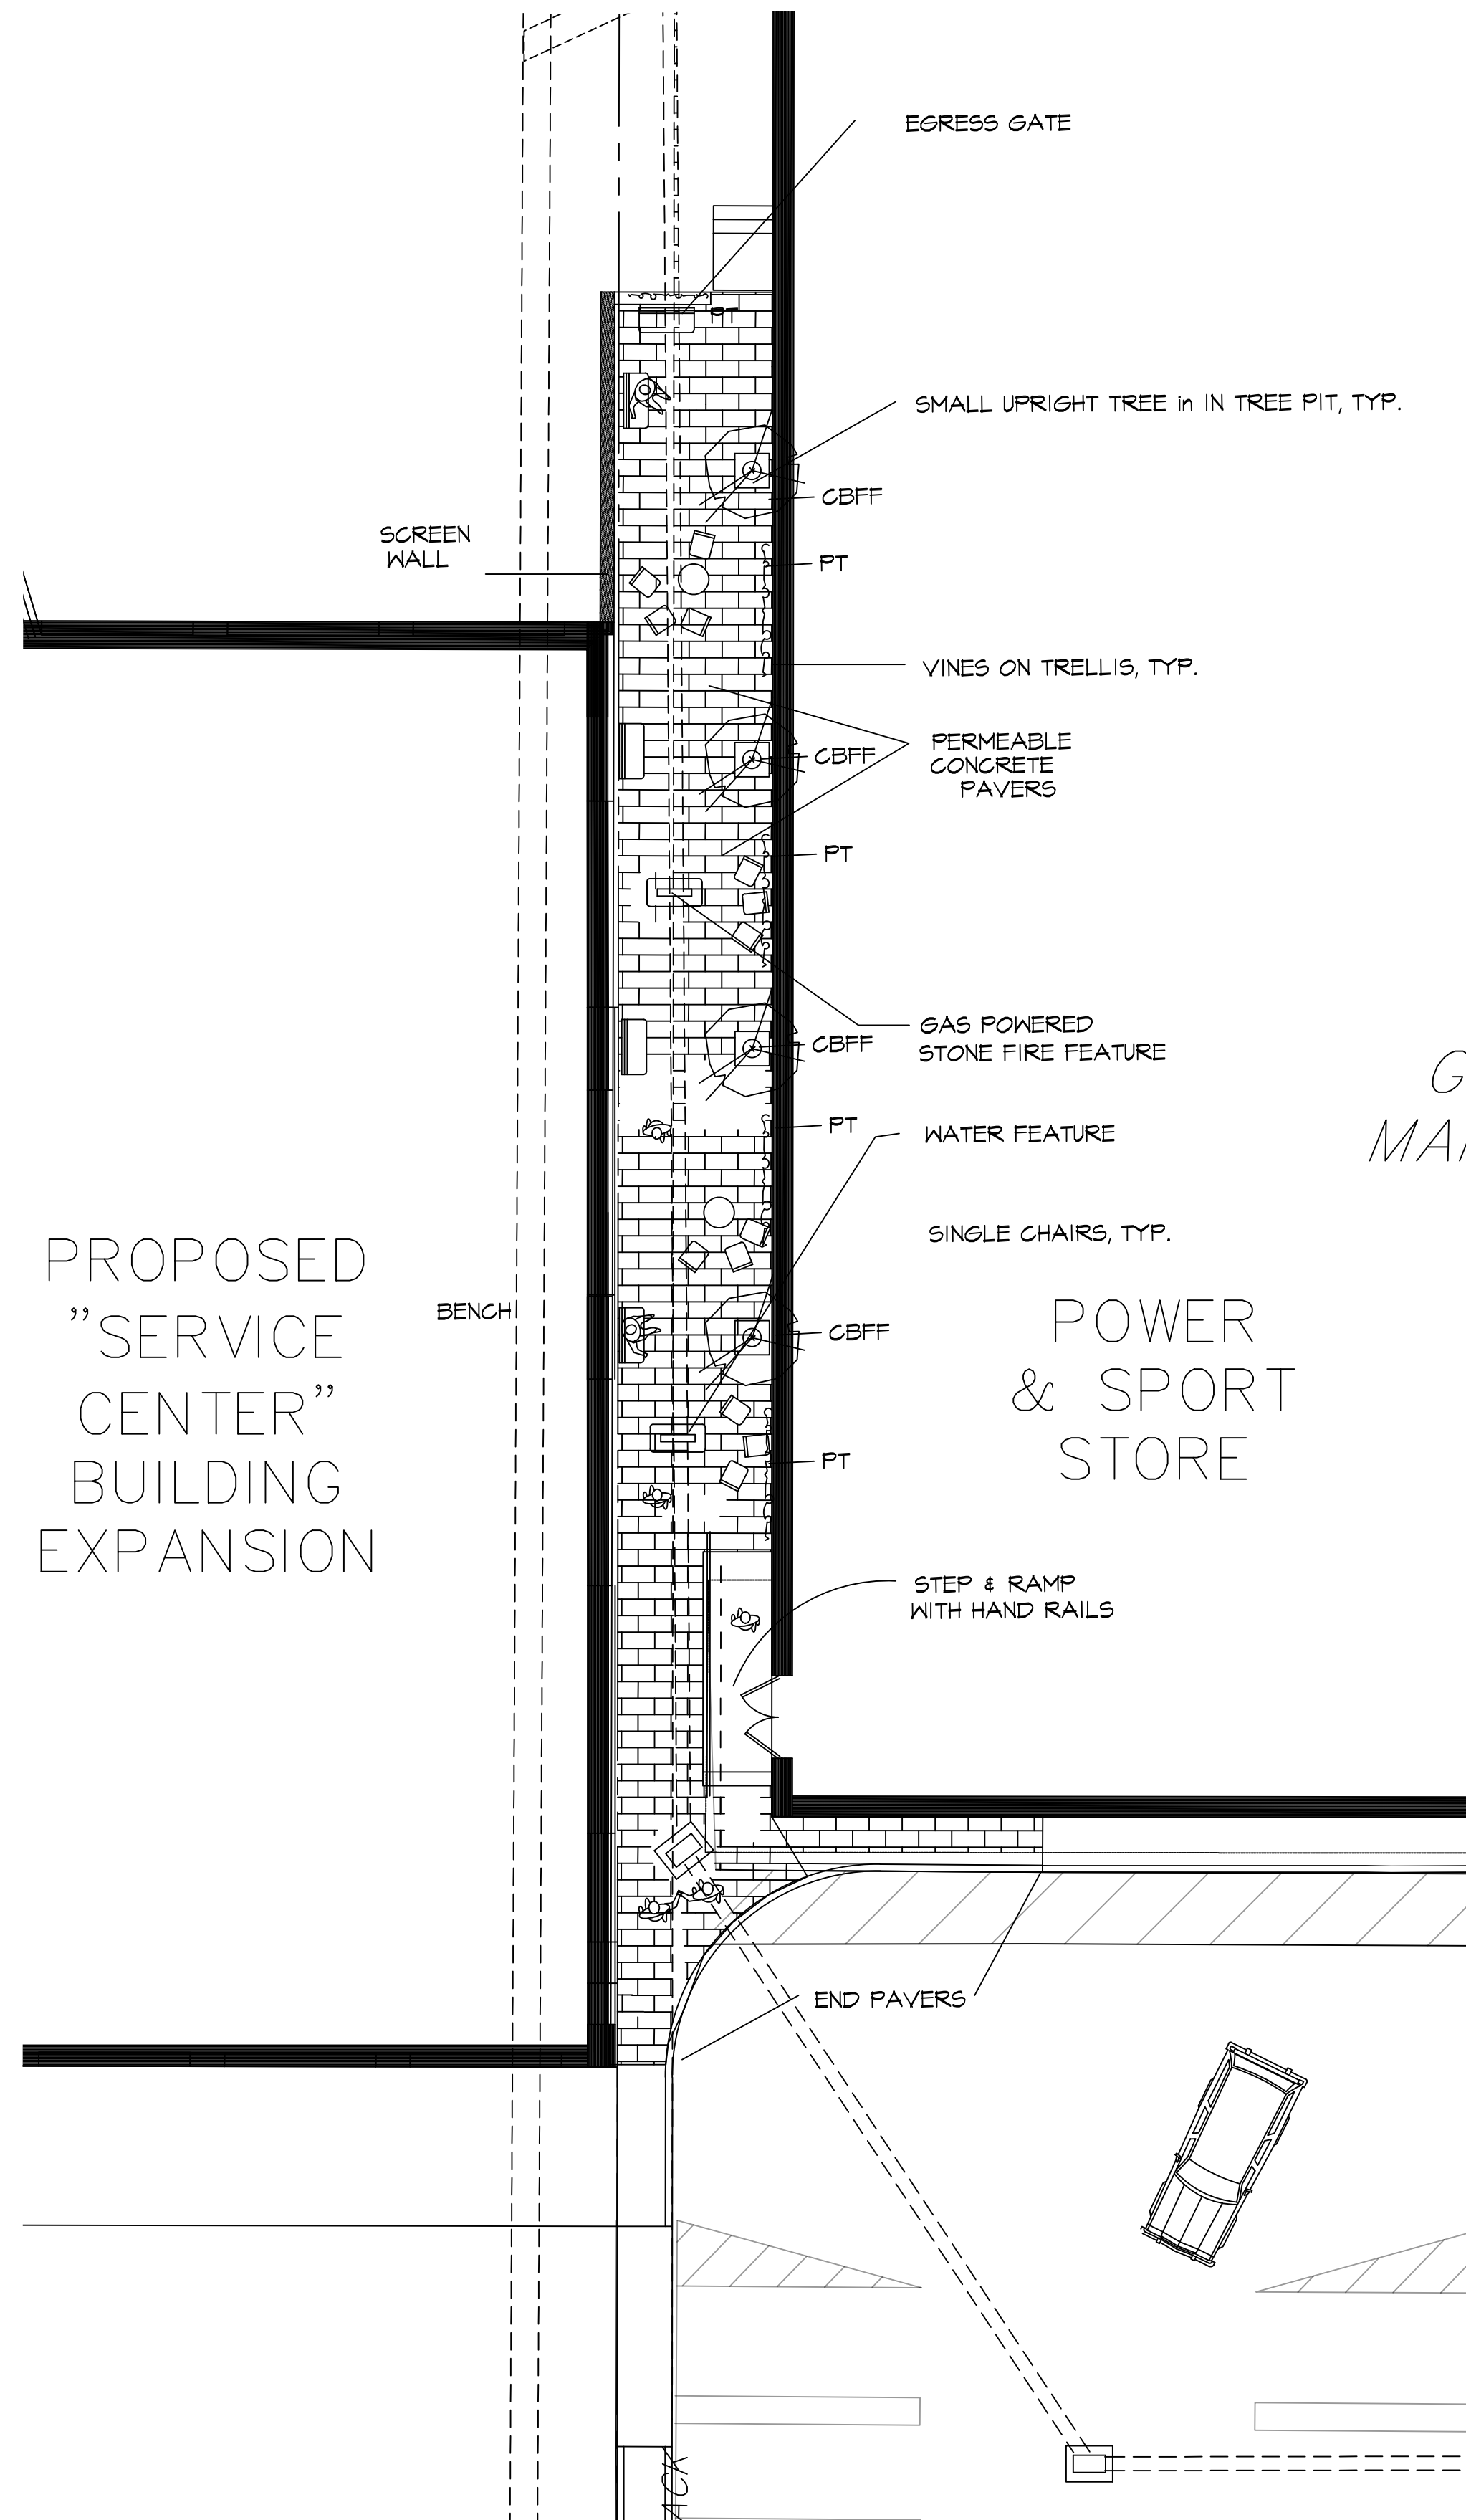 EGRESS GATE
PT
SMALL UPRIGHT TREE in IN TREE PIT, TYP.
CBFF
SCREEN
WALL
PT
VINES ON TRELLIS, TYP.
PERMEABLE
CONCRETE
PAVERS
CBFF
PT
GAS POWERED
STONE FIRE FEATURE
CBFF
G
MA
PT
WATER FEATURE
SINGLE CHAIRS, TYP.
PROPOSED
"SERVICE
CENTER"
BUILDING
EXPANSION
BENCH
POWER
& SPORT
STORE
CBFF
PT
STEP & RAMP
WITH HAND RAILS
END PAVERS
CK